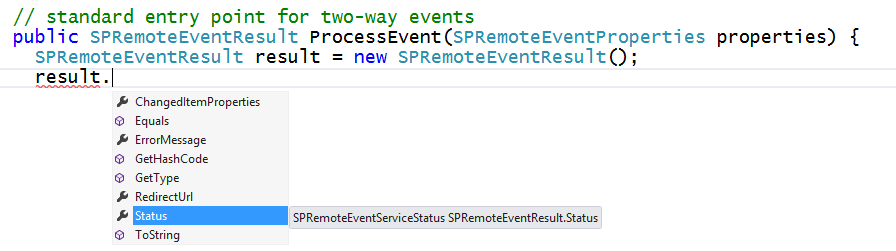 // standard entry point for two-way events
public SPRemoteEventResult ProcessEvent(SPRemoteEventProperties properties) {
SPRemoteEventResult result = new SPRemoteEventResult();
result.
ChangedItemProperties
Equals
ErrorMessage
GetHashCode
GetType
RedirectUrl
Status SPRemoteEventServiceStatus SPRemoteEventResult.Status
ToString